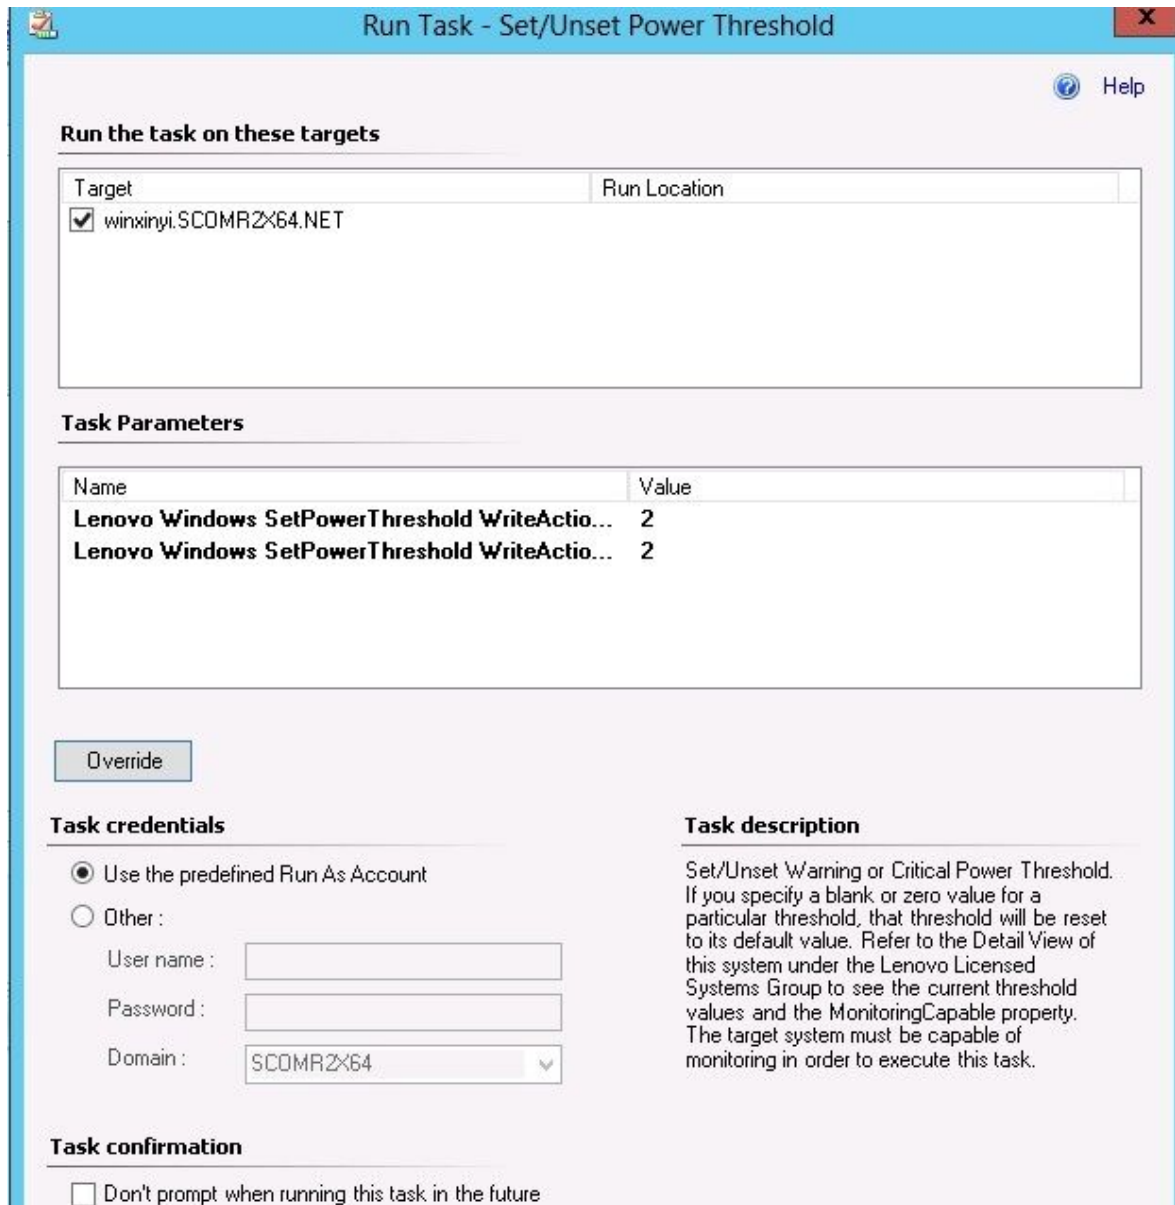 Run Task - Set/Unset Power Threshold
x
Help
Run the task on these targets
Target Run Location
winxinyi.SCOMR2X64.NET
Task Parameters
Name Value
Lenovo Windows SetPowerThreshold WriteActio... 2
Lenovo Windows SetPowerThreshold WriteActio... 2
Override
Task credentials
Use the predefined Run As Account
Other :
User name :
Password :
Domain : SCOMR2X64
Task description
Set/Unset Warning or Critical Power Threshold.
If you specify a blank or zero value for a
particular threshold, that threshold will be reset
to its default value. Refer to the Detail View of
this system under the Lenovo Licensed
Systems Group to see the current threshold
values and the MonitoringCapable property.
The target system must be capable of
monitoring in order to execute this task.
Task confirmation
Don't prompt when running this task in the future